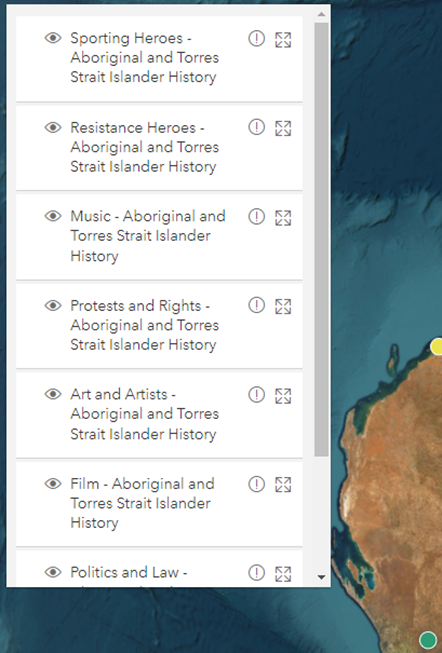 Sporting Heroes -
Aboriginal and Torres
Strait Islander History
Resistance Heroes -
Aboriginal and Torres
Strait Islander History
Music - Aboriginal and
Torres Strait Islander
History
Protests and Rights -
Aboriginal and Torres
Strait Islander History
Art and Artists -
Aboriginal and Torres
Strait Islander History
Film - Aboriginal and
Torres Strait Islander
History
Politics and Law -